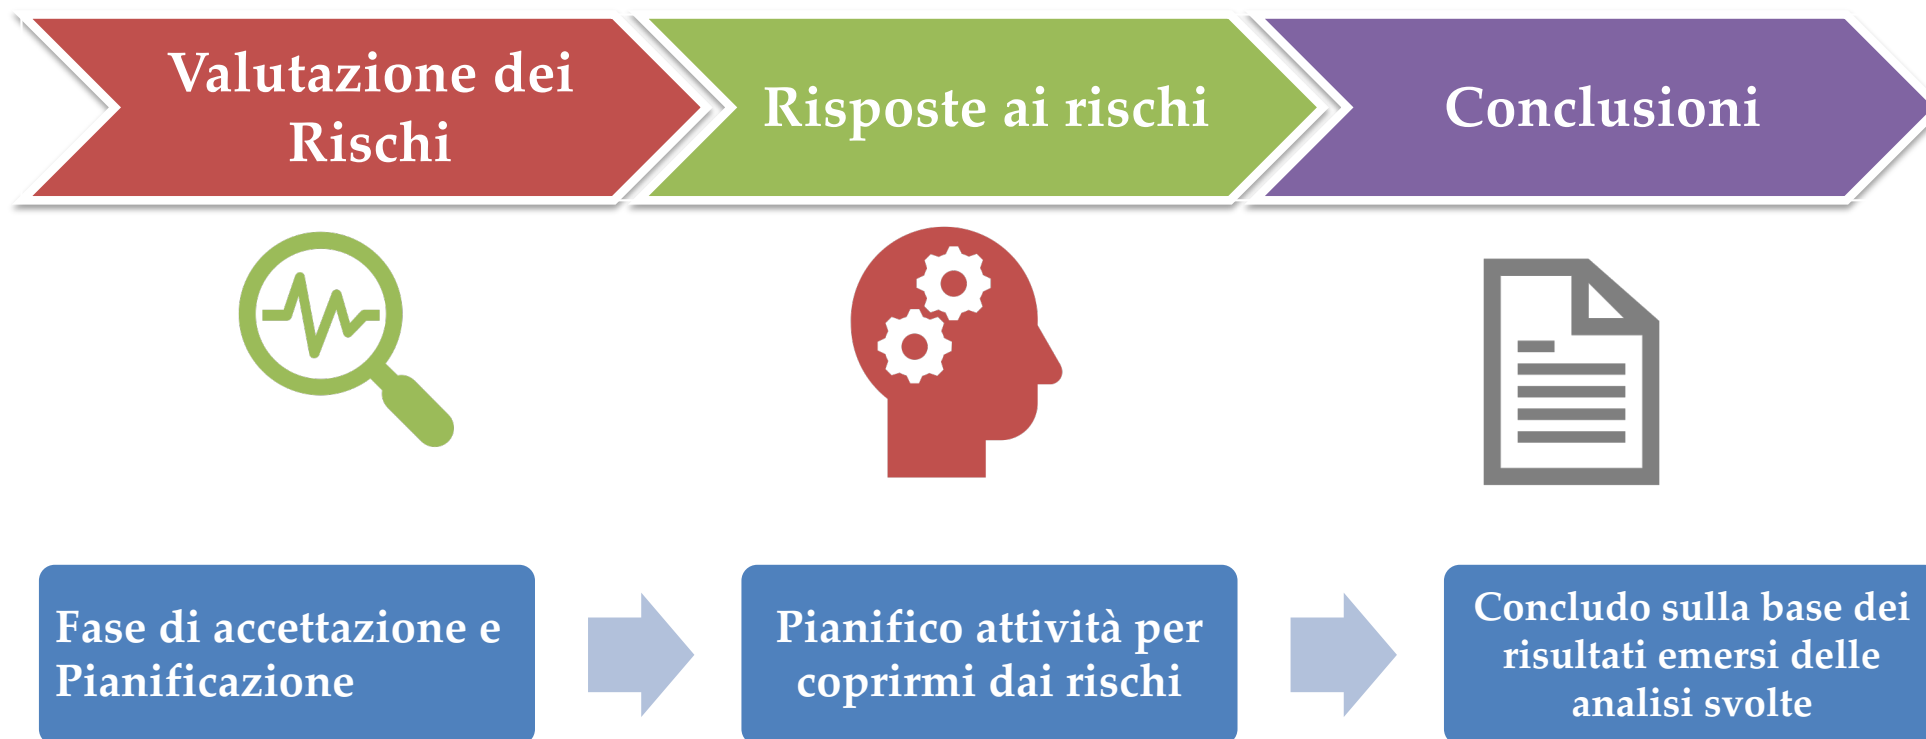 Valutazione dei
Rischi
Risposte ai rischi
Conclusioni
Fase di accettazione e
Pianificazione
Pianifico attività per
coprirmi dai rischi
Concludo sulla base dei
risultati emersi delle
analisi svolte